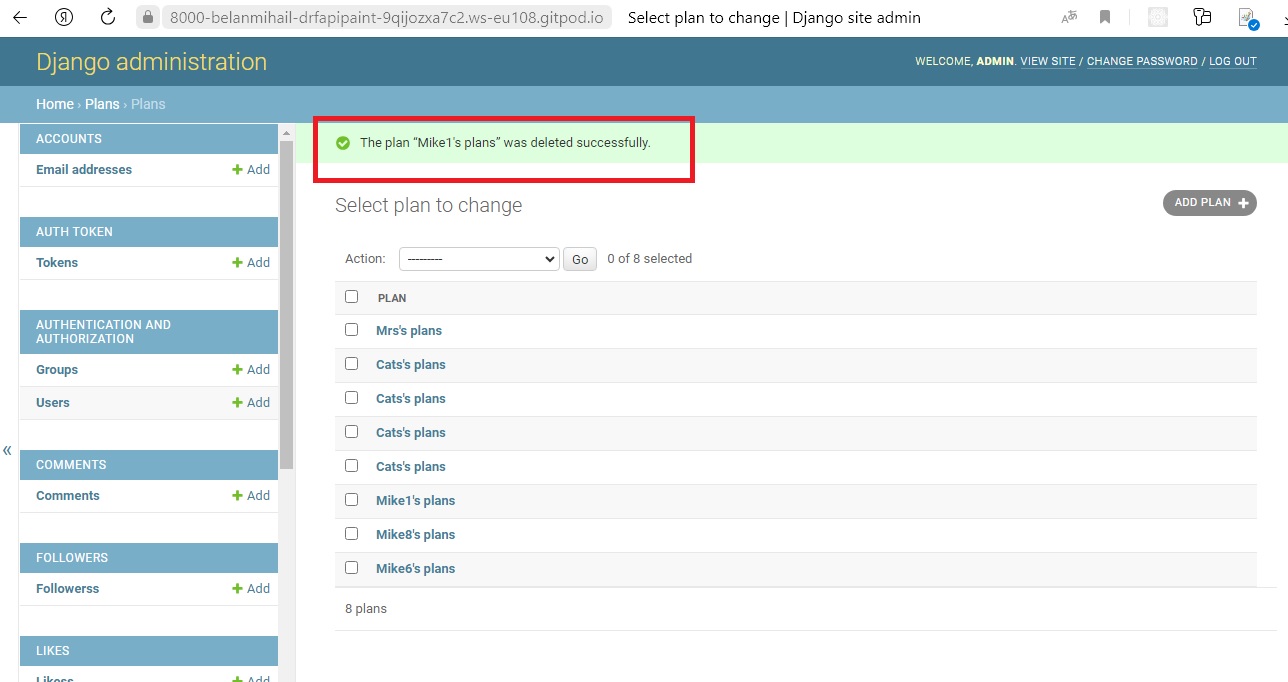 8000-belanmihail-drfapipaint-9qijozxa7c2.ws-eu108.gitpod.io Select plan to change | Django site admin
Django administration
WELCOME, ADMIN. VIEW SITE / CHANGE PASSWORD / LOG OUT
Home › Plans › Plans
The plan “Mike1's plans” was deleted successfully.
ACCOUNTS
Email addresses + Add
AUTH TOKEN
Tokens + Add
AUTHENTICATION AND
AUTHORIZATION
Groups + Add
Users + Add
COMMENTS
Comments + Add
FOLLOWERS
Followerss + Add
LIKES
Likess + Add
«
Select plan to change
ADD PLAN +
Action: --------- Go 0 of 8 selected
PLAN
Mrs's plans
Cats's plans
Cats's plans
Cats's plans
Cats's plans
Mike1's plans
Mike8's plans
Mike6's plans
8 plans